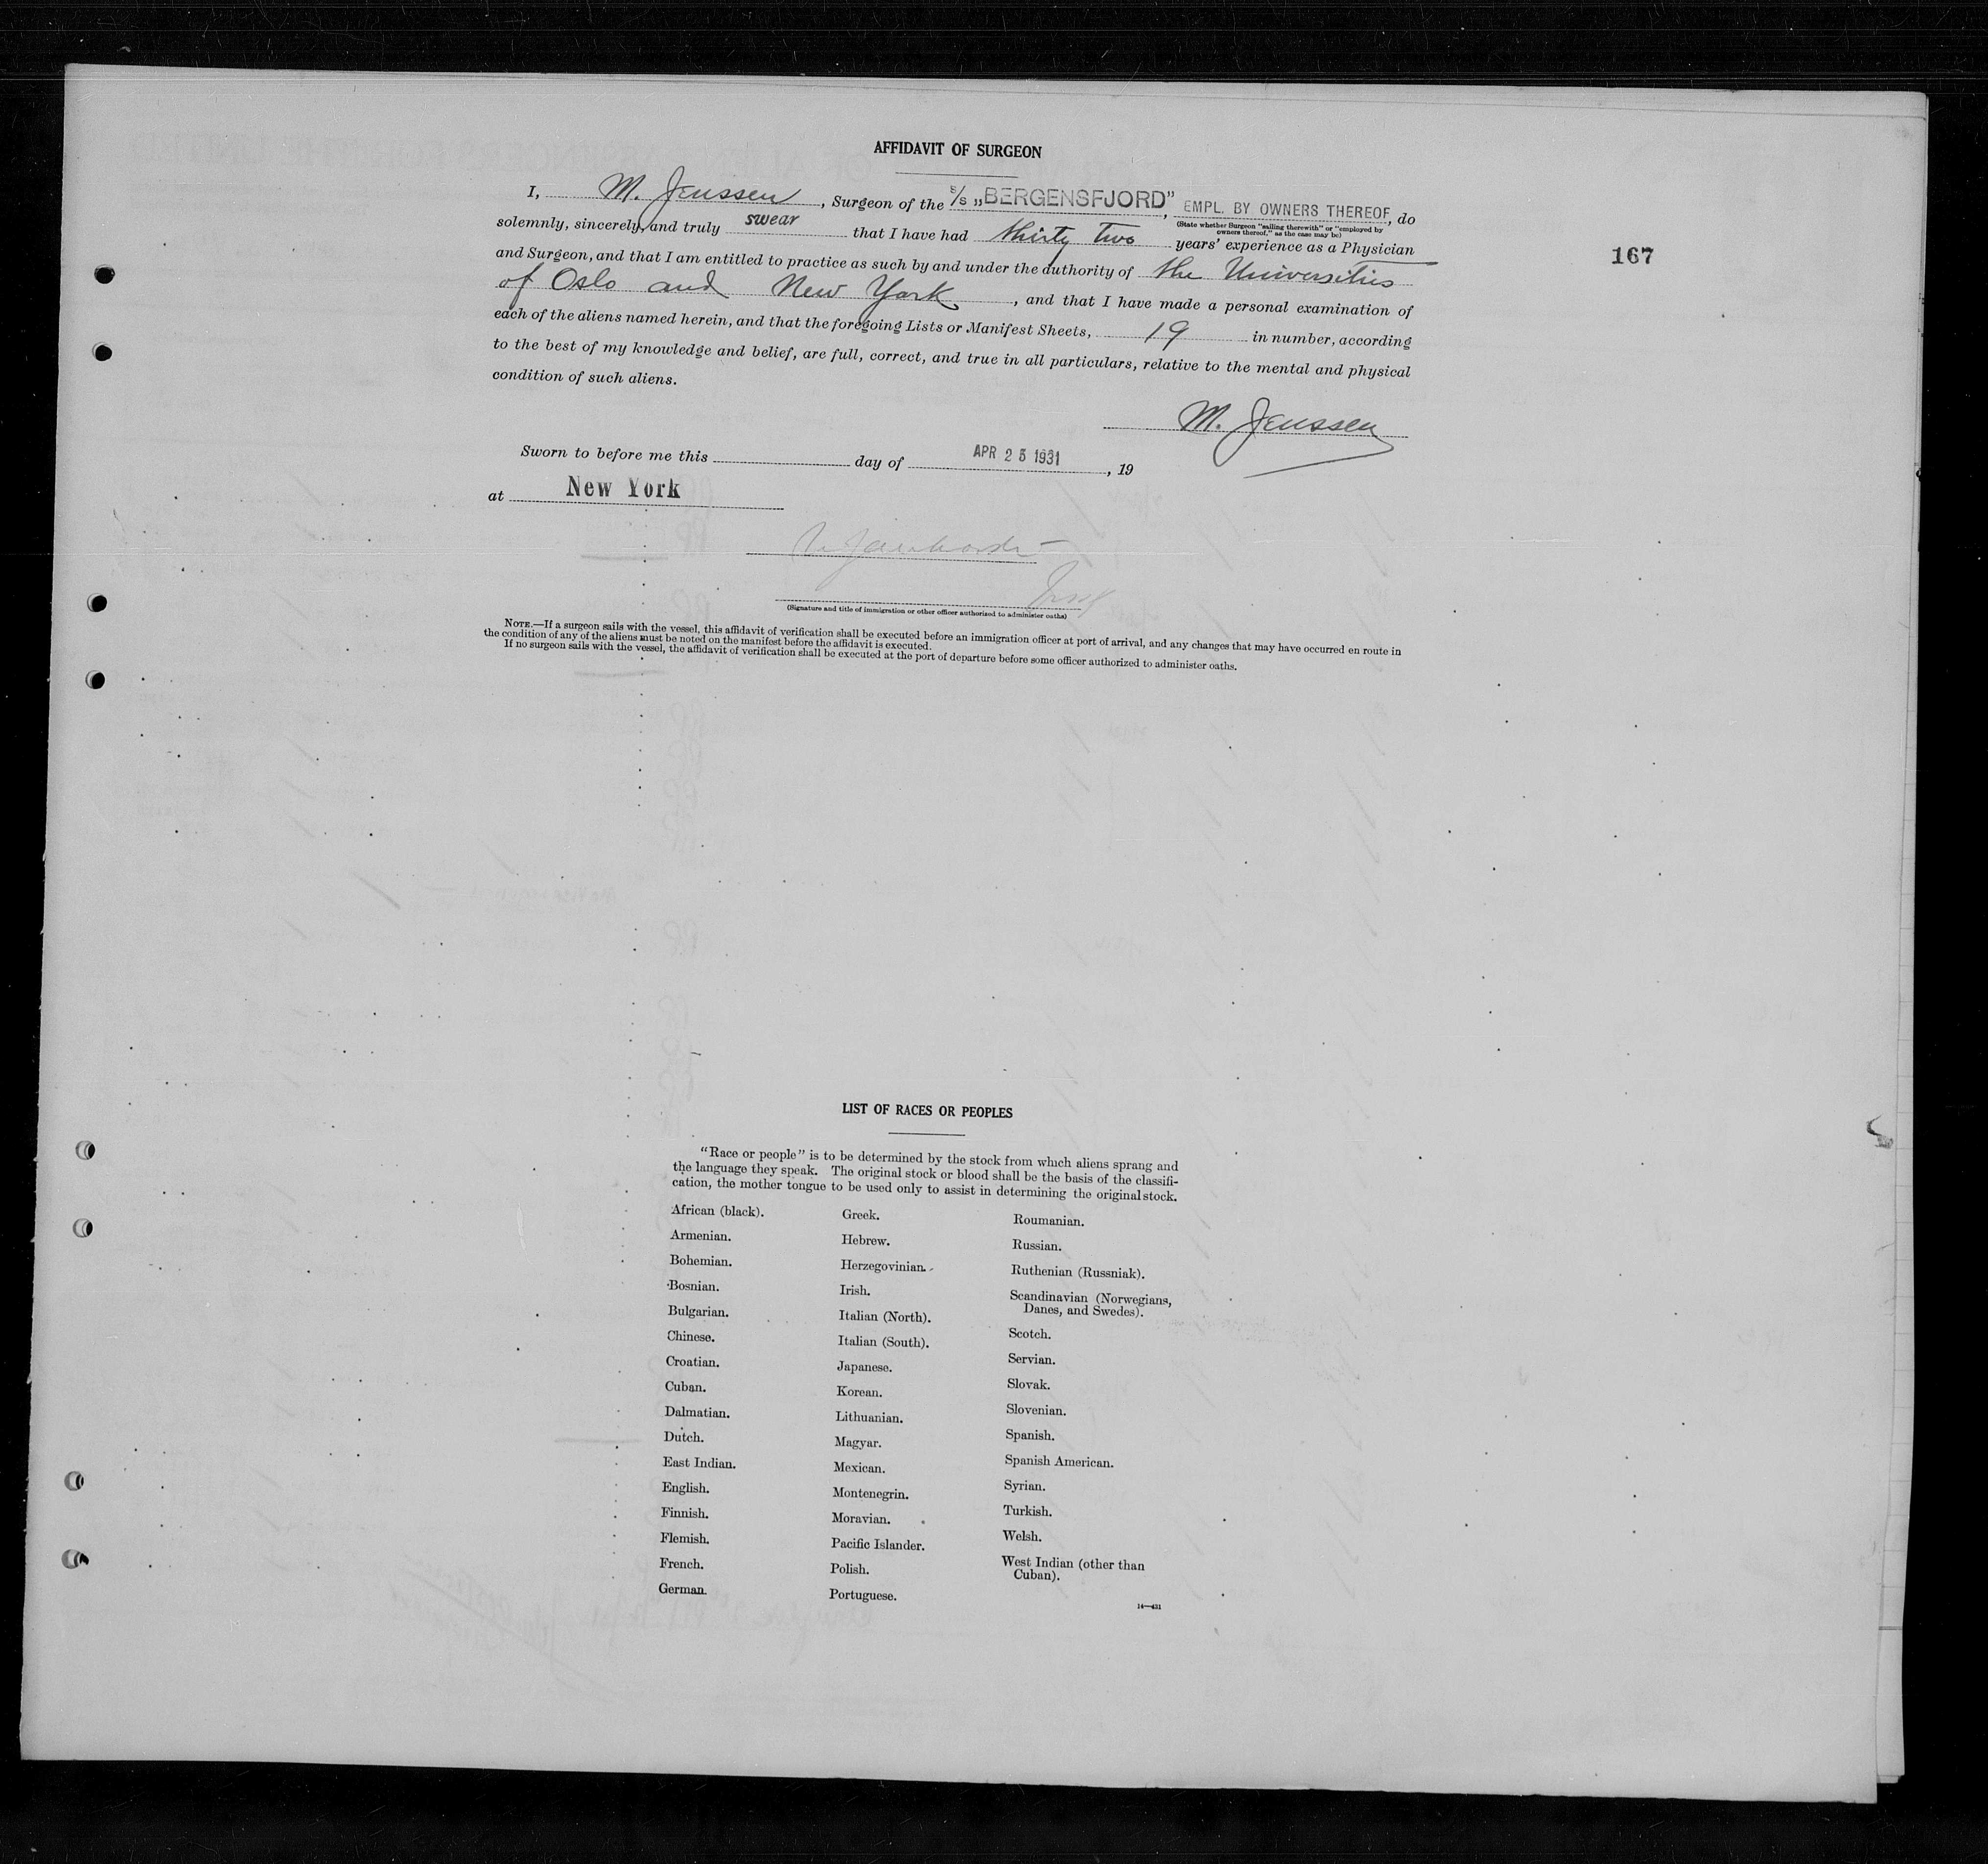 AFFIDAVIT OF SURGEON
I, M. Jenssen, Surgeon of the S/S „BERGENSFJORD”, EMPL. BY OWNERS THEREOF, do
(State whether Surgeon "sailing therewith" or "employed by
owners thereof," as the case may be)
solemnly, sincerely, and truly swear that I have had thirty two years' experience as a Physician
167
and Surgeon, and that I am entitled to practice as such by and under the authority of the Universities
of Oslo and New York, and that I have made a personal examination of
each of the aliens named herein, and that the foregoing Lists or Manifest Sheets, 19 in number, according
to the best of my knowledge and belief, are full, correct, and true in all particulars, relative to the mental and physical
condition of such aliens.
M. Jenssen
Sworn to before me this day of APR 25 1931, 19
at New York
(Signature and title of immigration or other officer authorized to administer oaths)
NOTE.—If a surgeon sails with the vessel, this affidavit of verification shall be executed before an immigration officer at port of arrival, and any changes that may have occurred en route in
the condition of any of the aliens must be noted on the manifest before the affidavit is executed.
If no surgeon sails with the vessel, the affidavit of verification shall be executed at the port of departure before some officer authorized to administer oaths.
LIST OF RACES OR PEOPLES
"Race or people" is to be determined by the stock from which aliens sprang and
the language they speak. The original stock or blood shall be the basis of the classifi-
cation, the mother tongue to be used only to assist in determining the original stock.
African (black).
Armenian.
Bohemian.
Bosnian.
Bulgarian.
Chinese.
Croatian.
Cuban.
Dalmatian.
Dutch.
East Indian.
English.
Finnish.
Flemish.
French.
German.
Greek.
Hebrew.
Herzegovinian.
Irish.
Italian (North).
Italian (South).
Japanese.
Korean.
Lithuanian.
Magyar.
Mexican.
Montenegrin.
Moravian.
Pacific Islander.
Polish.
Portuguese.
Roumanian.
Russian.
Ruthenian (Russniak).
Scandinavian (Norwegians,
Danes, and Swedes).
Scotch.
Servian.
Slovak.
Slovenian.
Spanish.
Spanish American.
Syrian.
Turkish.
Welsh.
West Indian (other than
Cuban).
14—431